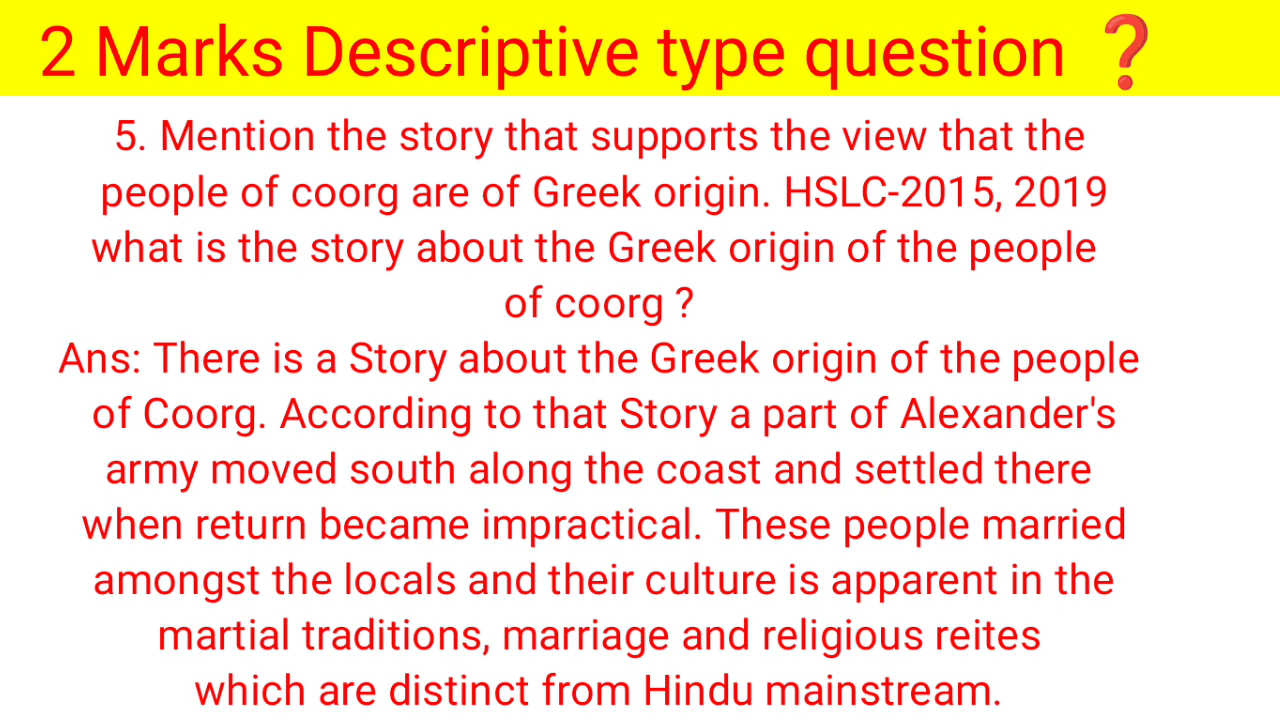 2 Marks Descriptive type question ❓
5. Mention the story that supports the view that the
people of coorg are of Greek origin. HSLC-2015, 2019
what is the story about the Greek origin of the people
of coorg ?
Ans: There is a Story about the Greek origin of the people
of Coorg. According to that Story a part of Alexander's
army moved south along the coast and settled there
when return became impractical. These people married
amongst the locals and their culture is apparent in the
martial traditions, marriage and religious reites
which are distinct from Hindu mainstream.